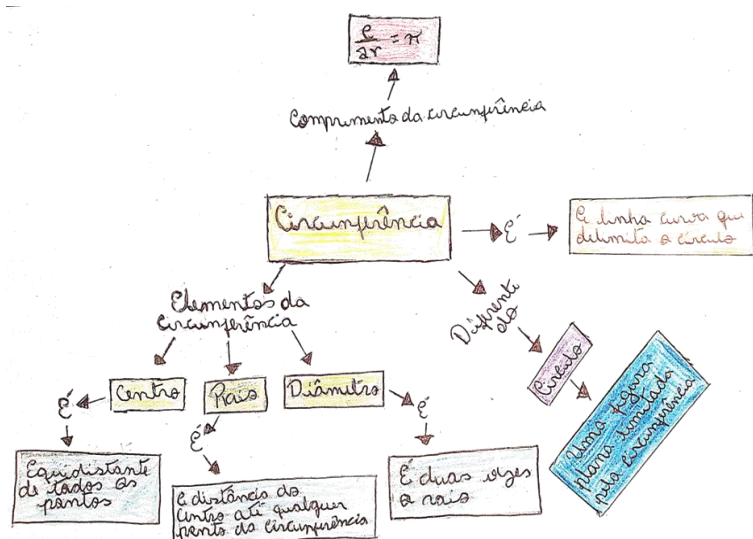 C
2r = π
Comprimento da circunferência
Circunferência
É
A linha curva que
delimita o círculo
Elementos da
circunferência
Diferente
do
Círculo
Uma figura
plana limitada
pela circunferência
Centro
Raio
Diâmetro
É
É
É
Equidistante
de todos os
pontos
A distância do
centro até qualquer
ponto da circunferência
É duas vezes
o raio